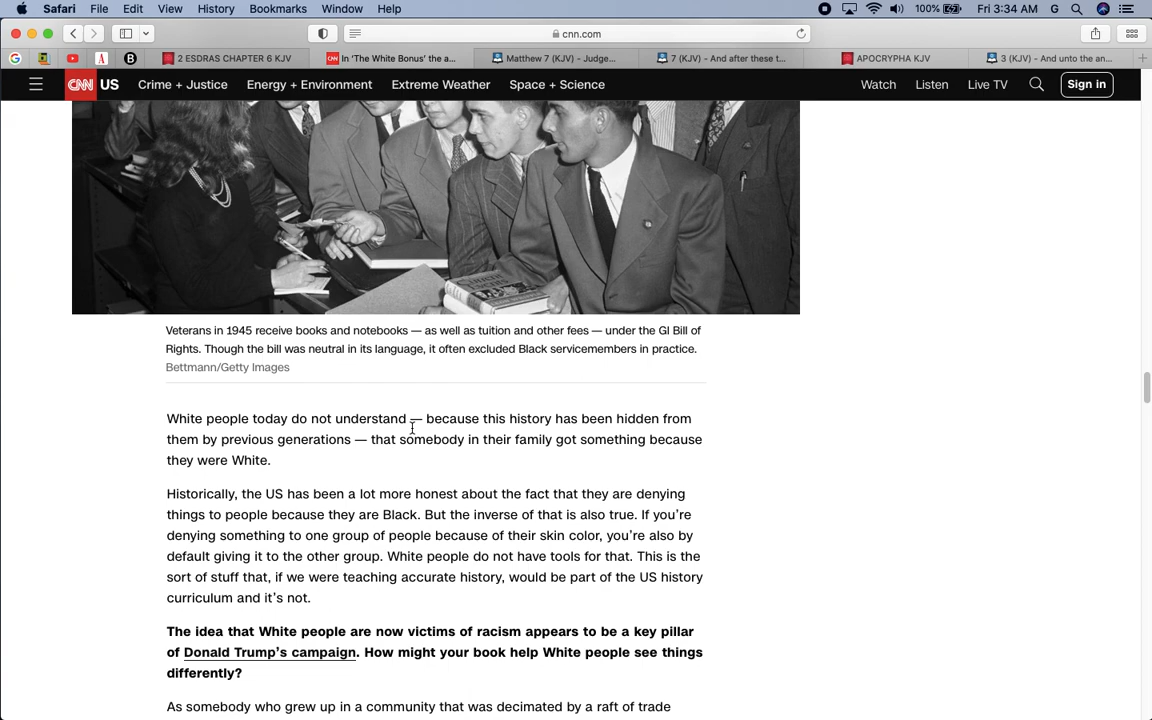 Safari File Edit View History Bookmarks Window Help 100% Fri 3:34 AM G
cnn.com
G A B 2 ESDRAS CHAPTER 6 KJV CNN In ‘The White Bonus’ the a... Matthew 7 (KJV) - Judge... 7 (KJV) - And after these t... APOCRYPHA KJV 3 (KJV) - And unto the an...
CNN US Crime + Justice Energy + Environment Extreme Weather Space + Science Watch Listen Live TV Sign in
Veterans in 1945 receive books and notebooks — as well as tuition and other fees — under the GI Bill of
Rights. Though the bill was neutral in its language, it often excluded Black servicemembers in practice.
Bettmann/Getty Images
White people today do not understand — because this history has been hidden from
them by previous generations — that somebody in their family got something because
they were White.
Historically, the US has been a lot more honest about the fact that they are denying
things to people because they are Black. But the inverse of that is also true. If you’re
denying something to one group of people because of their skin color, you’re also by
default giving it to the other group. White people do not have tools for that. This is the
sort of stuff that, if we were teaching accurate history, would be part of the US history
curriculum and it’s not.
The idea that White people are now victims of racism appears to be a key pillar
of Donald Trump’s campaign. How might your book help White people see things
differently?
As somebody who grew up in a community that was decimated by a raft of trade